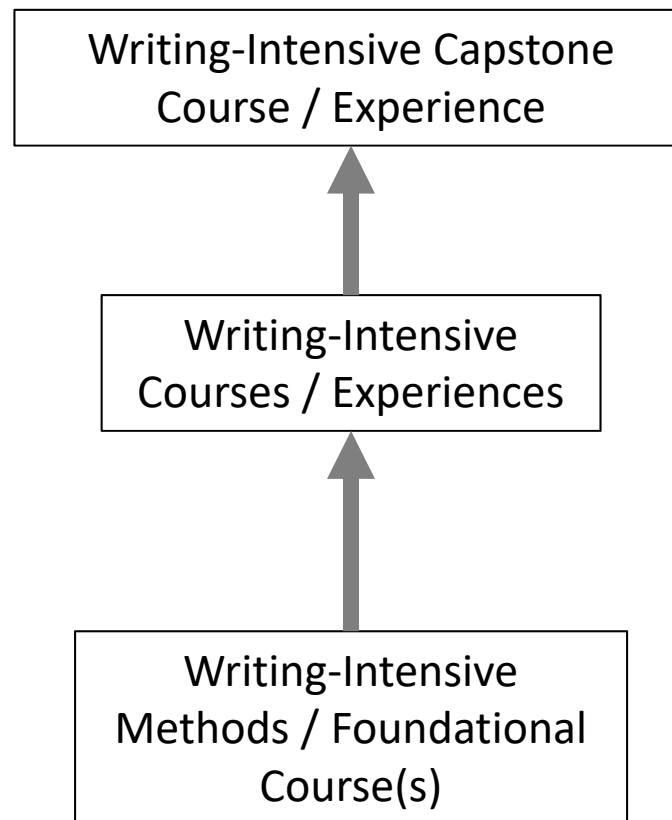 Writing-Intensive Capstone
Course / Experience
Writing-Intensive
Courses / Experiences
Writing-Intensive
Methods / Foundational
Course(s)